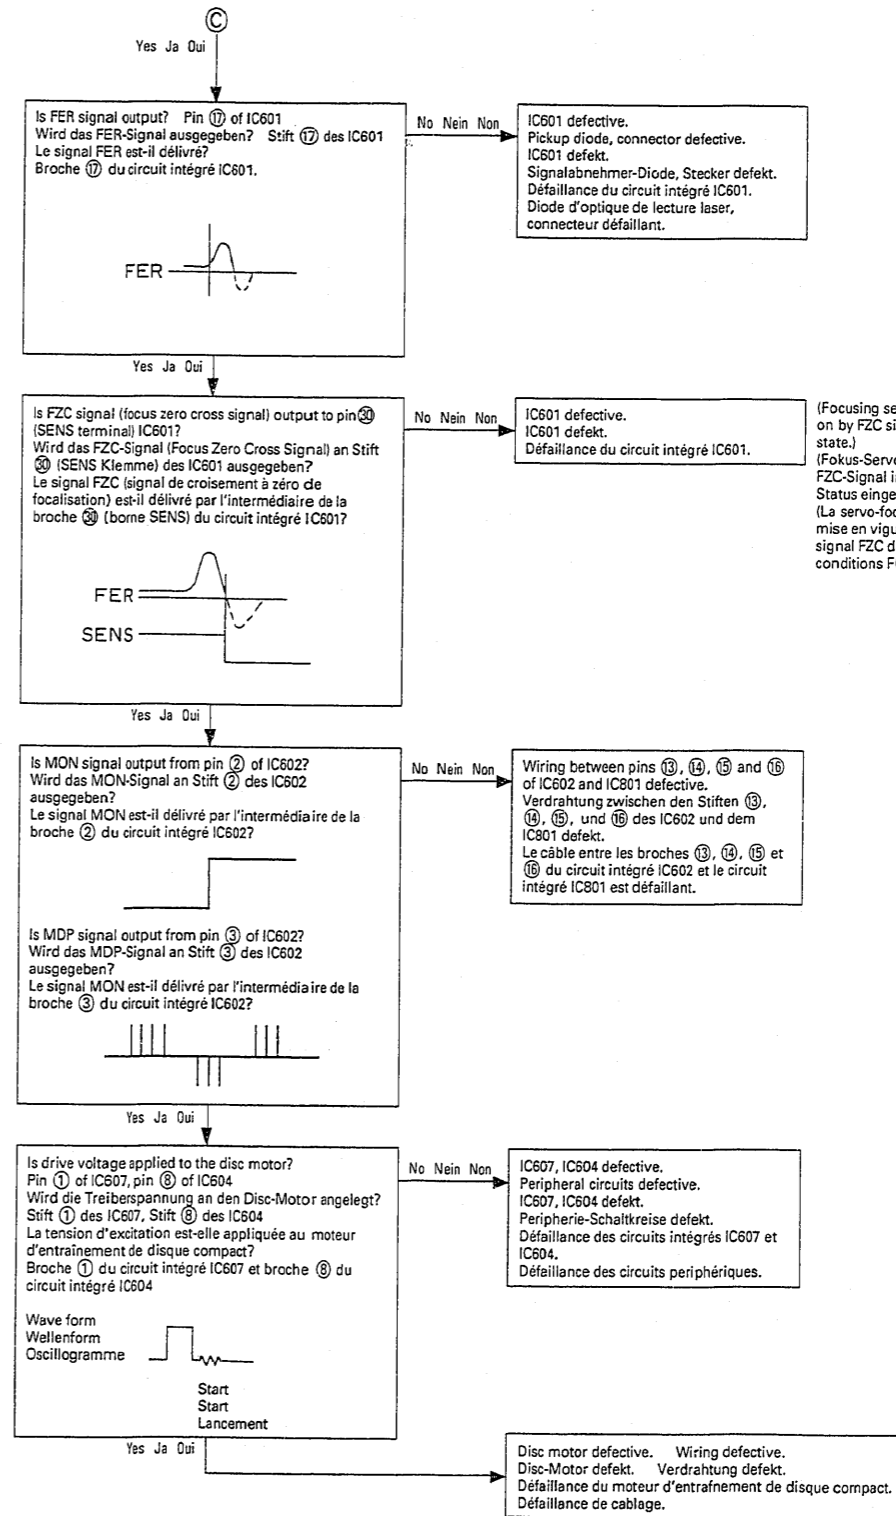 Ⓒ
Yes Ja Oui
Is FER signal output? Pin ⑰ of IC601
Wird das FER-Signal ausgegeben? Stift ⑰ des IC601
Le signal FER est-il délivré?
Broche ⑰ du circuit intégré IC601.
FER
No Nein Non
IC601 defective.
Pickup diode, connector defective.
IC601 defekt.
Signalabnehmer-Diode, Stecker defekt.
Défaillance du circuit intégré IC601.
Diode d'optique de lecture laser,
connecteur défaillant.
Yes Ja Oui
Is FZC signal (focus zero cross signal) output to pin ㉚
(SENS terminal) IC601?
Wird das FZC-Signal (Focus Zero Cross Signal) an Stift
㉚ (SENS Klemme) des IC601 ausgegeben?
Le signal FZC (signal de croisement à zéro de
focalisation) est-il délivré par l'intermédiaire de la
broche ㉚ (borne SENS) du circuit intégré IC601?
FER
SENS
No Nein Non
IC601 defective.
IC601 defekt.
Défaillance du circuit intégré IC601.
(Focusing se
on by FZC si
state.)
(Fokus-Serv
FZC-Signal i
Status einge
(La servo-foc
mise en vigu
signal FZC d
conditions F
Yes Ja Oui
Is MON signal output from pin ② of IC602?
Wird das MON-Signal an Stift ② des IC602
ausgegeben?
Le signal MON est-il délivré par l'intermédiaire de la
broche ② du circuit intégré IC602?
Is MDP signal output from pin ③ of IC602?
Wird das MDP-Signal an Stift ③ des IC602
ausgegeben?
Le signal MON est-il délivré par l'intermédiaire de la
broche ③ du circuit intégré IC602?
No Nein Non
Wiring between pins ⑬, ⑭, ⑮ and ⑯
of IC602 and IC801 defective.
Verdrahtung zwischen den Stiften ⑬,
⑭, ⑮, und ⑯ des IC602 und dem
IC801 defekt.
Le câble entre les broches ⑬, ⑭, ⑮ et
⑯ du circuit intégré IC602 et le circuit
intégré IC801 est défaillant.
Yes Ja Oui
Is drive voltage applied to the disc motor?
Pin ① of IC607, pin ⑧ of IC604
Wird die Treiberspannung an den Disc-Motor angelegt?
Stift ① des IC607, Stift ⑧ des IC604
La tension d'excitation est-elle appliquée au moteur
d'entraînement de disque compact?
Broche ① du circuit intégré IC607 et broche ⑧ du
circuit intégré IC604
Wave form
Wellenform
Oscillogramme
Start
Start
Lancement
No Nein Non
IC607, IC604 defective.
Peripheral circuits defective.
IC607, IC604 defekt.
Peripherie-Schaltkreise defekt.
Défaillance des circuits intégrés IC607 et
IC604.
Défaillance des circuits periphériques.
Yes Ja Oui
Disc motor defective. Wiring defective.
Disc-Motor defekt. Verdrahtung defekt.
Défaillance du moteur d'entrafnement de disque compact.
Défaillance de cablage.